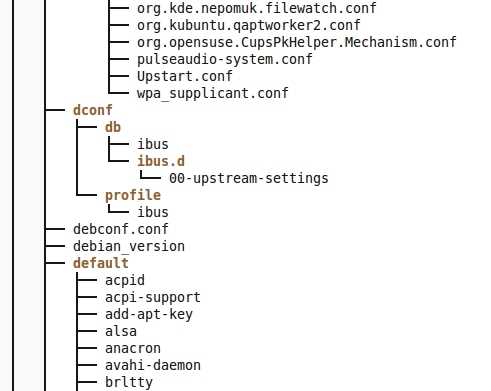 org.kde.nepomuk.filewatch.conf
org.kubuntu.qaptworker2.conf
org.opensuse.CupsPkHelper.Mechanism.conf
pulseaudio-system.conf
Upstart.conf
wpa_supplicant.conf
dconf
db
ibus
ibus.d
00-upstream-settings
profile
ibus
debconf.conf
debian_version
default
acpid
acpi-support
add-apt-key
alsa
anacron
avahi-daemon
brltty